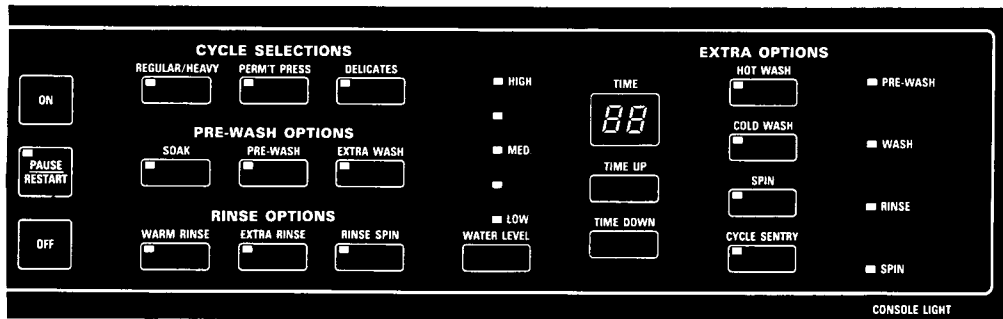 CYCLE SELECTIONS
REGULAR/HEAVY PERM'T PRESS DELICATES
PRE-WASH OPTIONS
SOAK PRE-WASH EXTRA WASH
RINSE OPTIONS
WARM RINSE EXTRA RINSE RINSE SPIN
ON
PAUSE
RESTART
OFF
HIGH
MED
LOW
WATER LEVEL
TIME
88
TIME UP
TIME DOWN
EXTRA OPTIONS
HOT WASH
COLD WASH
SPIN
CYCLE SENTRY
PRE-WASH
WASH
RINSE
SPIN
CONSOLE LIGHT